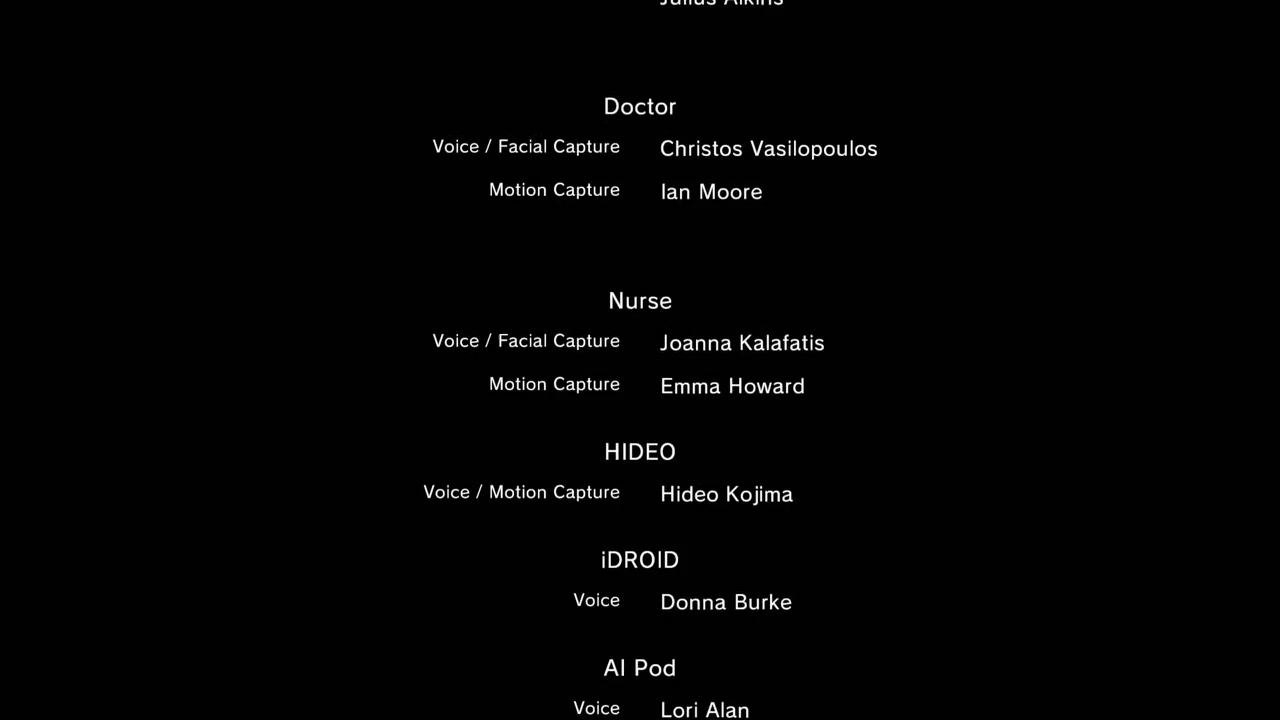 Doctor
Voice / Facial Capture Christos Vasilopoulos
Motion Capture Ian Moore
Nurse
Voice / Facial Capture Joanna Kalafatis
Motion Capture Emma Howard
HIDEO
Voice / Motion Capture Hideo Kojima
iDROID
Voice Donna Burke
AI Pod
Voice Lori Alan